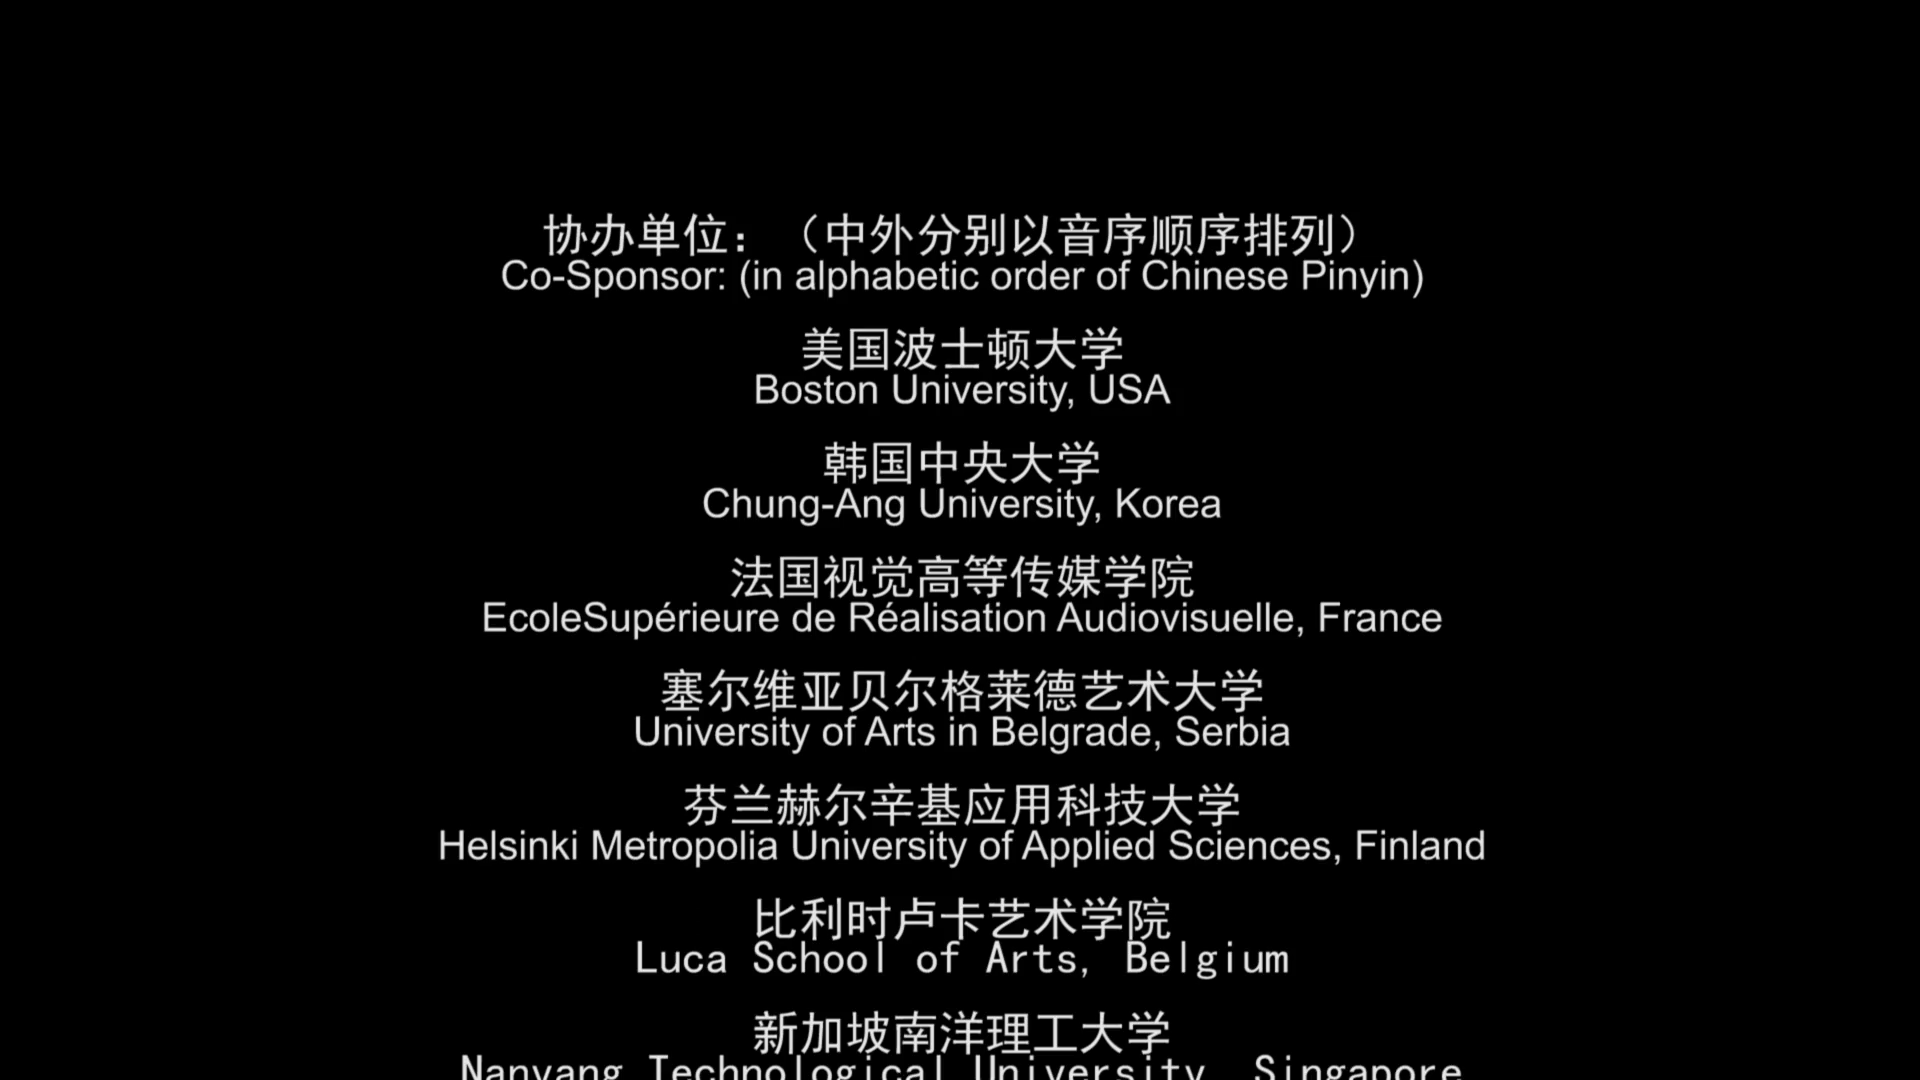 协办单位：（中外分别以音序顺序排列）
Co-Sponsor: (in alphabetic order of Chinese Pinyin)
美国波士顿大学
Boston University, USA
韩国中央大学
Chung-Ang University, Korea
法国视觉高等传媒学院
EcoleSupérieure de Réalisation Audiovisuelle, France
塞尔维亚贝尔格莱德艺术大学
University of Arts in Belgrade, Serbia
芬兰赫尔辛基应用科技大学
Helsinki Metropolia University of Applied Sciences, Finland
比利时卢卡艺术学院
Luca School of Arts, Belgium
新加坡南洋理工大学
Nanyang Technological University, Singapore